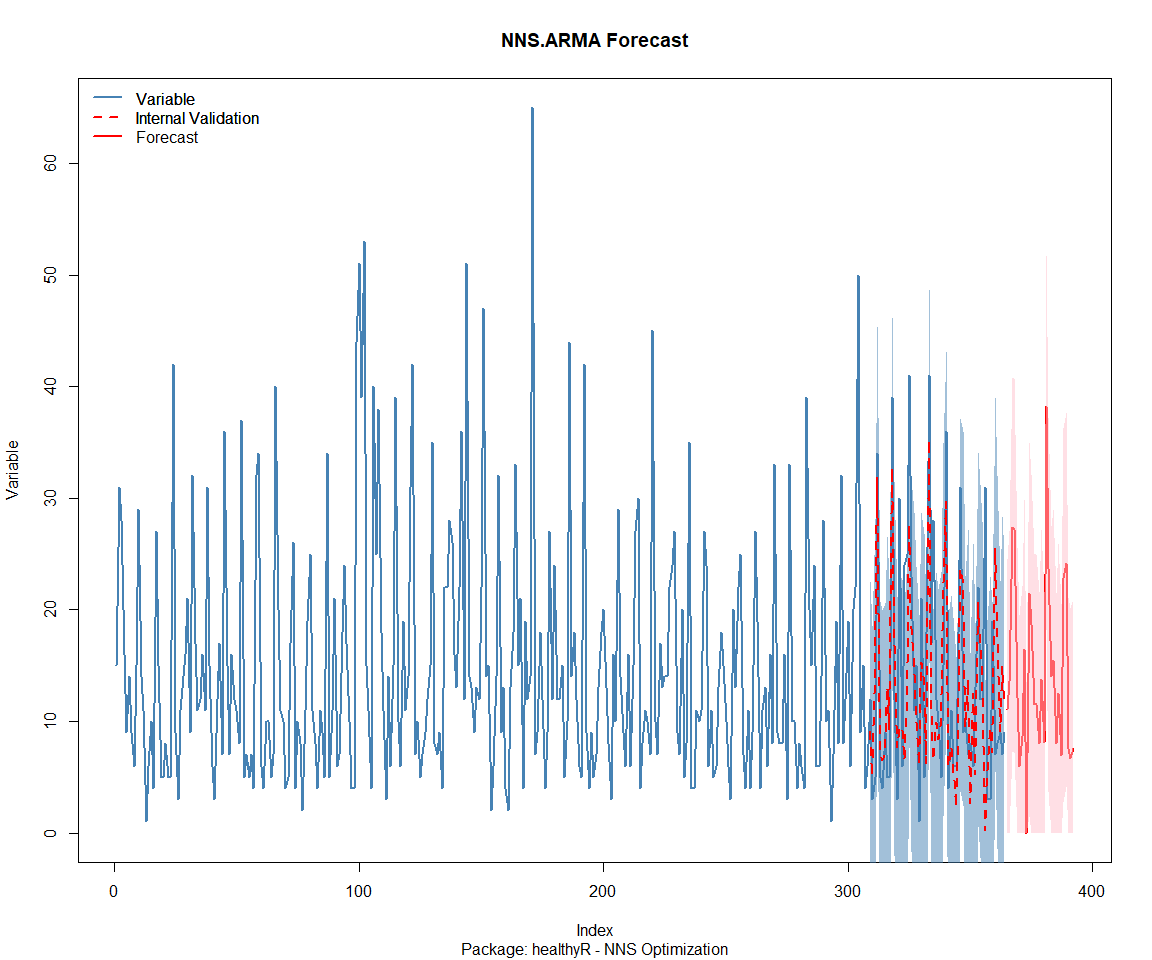 NNS.ARMA Forecast
Variable
Internal Validation
Forecast
Variable
60
50
40
30
20
10
0
0 100 200 300 400
Index
Package: healthyR - NNS Optimization